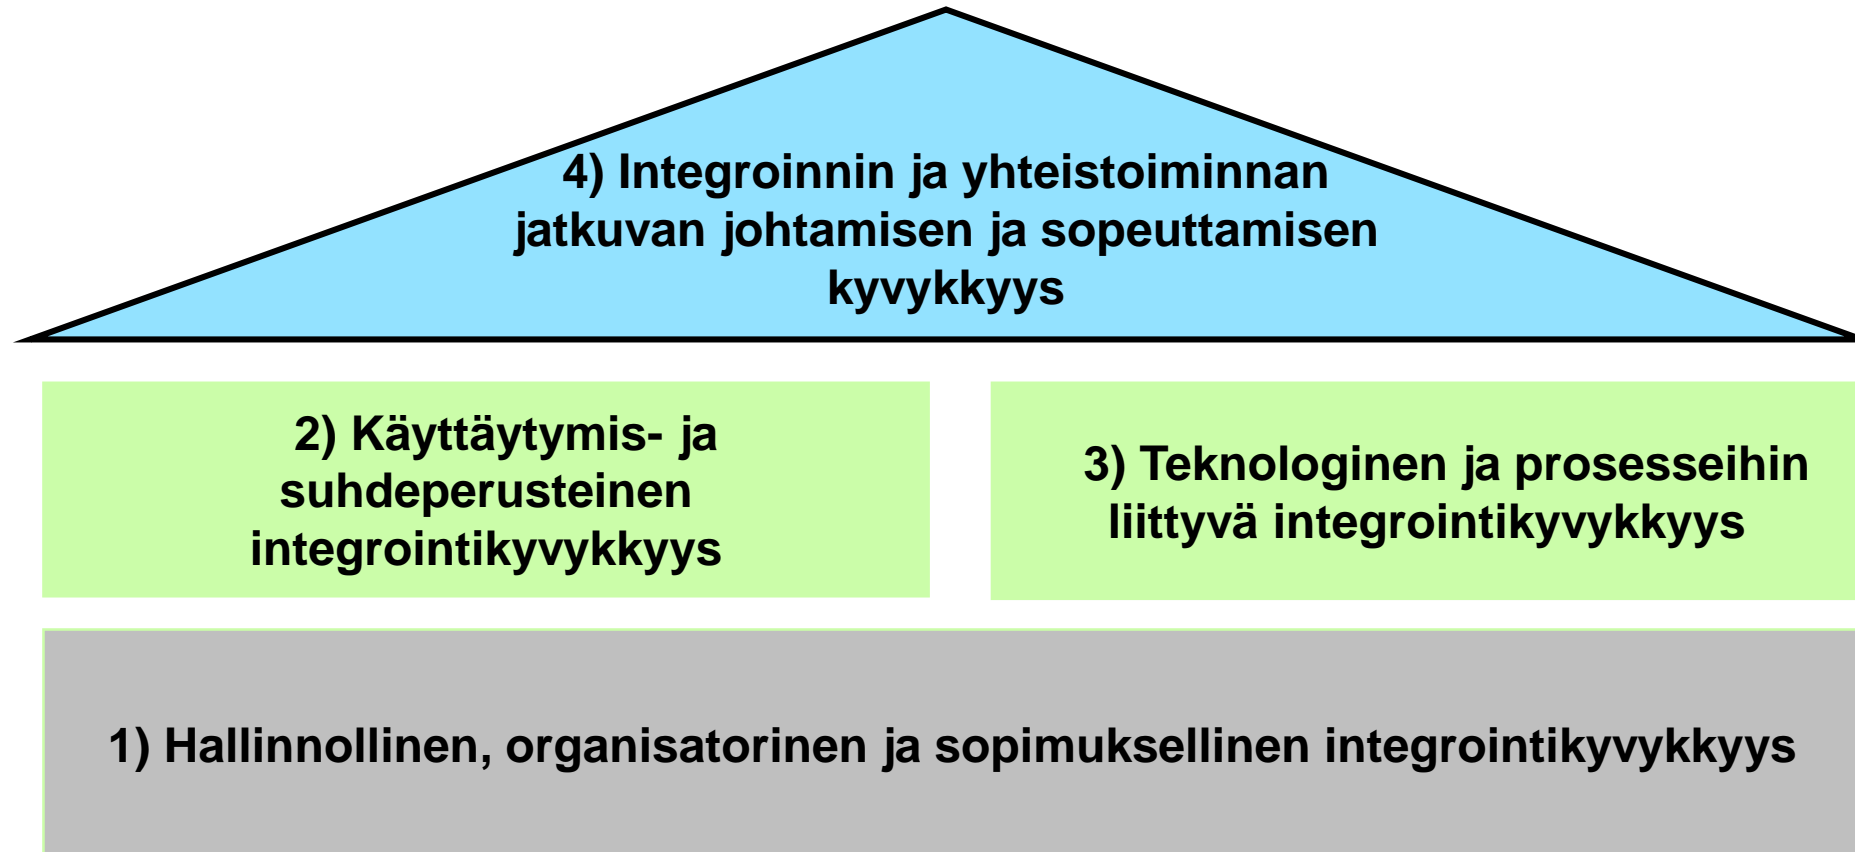 4) Integroinnin ja yhteistoiminnan
jatkuvan johtamisen ja sopeuttamisen
kyvykkyys
2) Käyttäytymis- ja
suhdeperusteinen
integrointikyvykkyys
3) Teknologinen ja prosesseihin
liittyvä integrointikyvykkyys
1) Hallinnollinen, organisatorinen ja sopimuksellinen integrointikyvykkyys